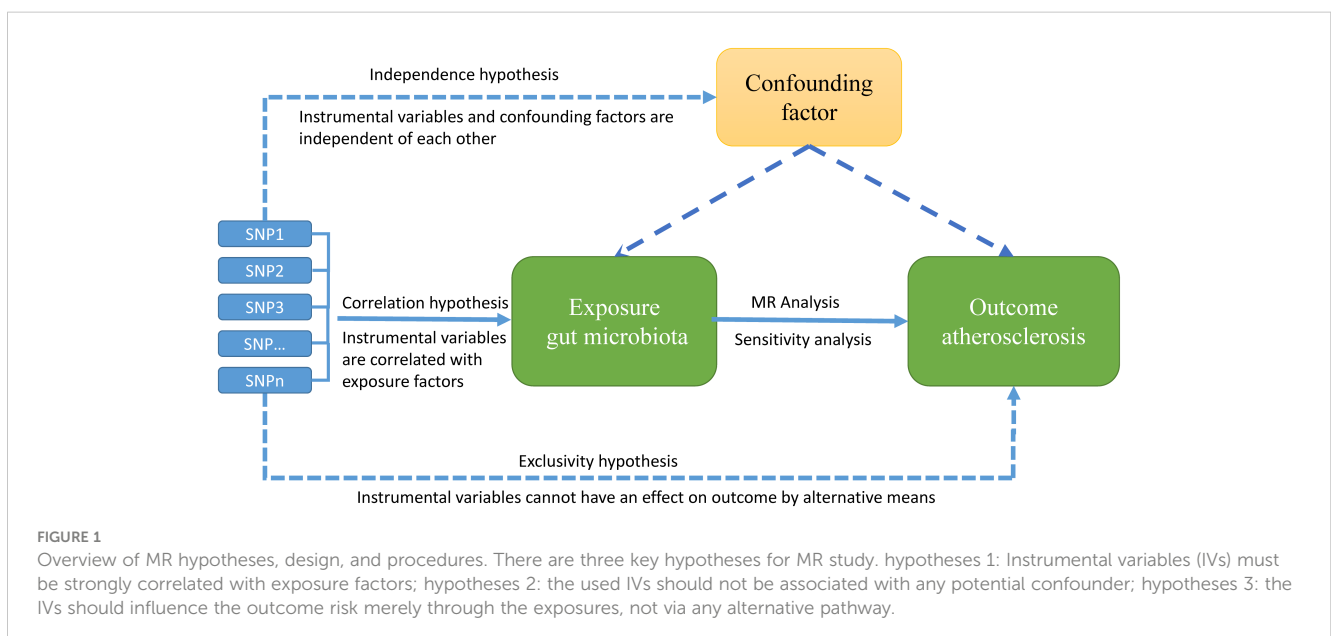 Independence hypothesis
Instrumental variables and confounding factors are
independent of each other
Confounding
factor
SNP1
SNP2
SNP3
SNP...
SNPn
Correlation hypothesis
Instrumental variables
are correlated with
exposure factors
Exposure
gut microbiota
MR Analysis
Sensitivity analysis
Outcome
atherosclerosis
Exclusivity hypothesis
Instrumental variables cannot have an effect on outcome by alternative means
FIGURE 1
Overview of MR hypotheses, design, and procedures. There are three key hypotheses for MR study. hypotheses 1: Instrumental variables (IVs) must
be strongly correlated with exposure factors; hypotheses 2: the used IVs should not be associated with any potential confounder; hypotheses 3: the
IVs should influence the outcome risk merely through the exposures, not via any alternative pathway.